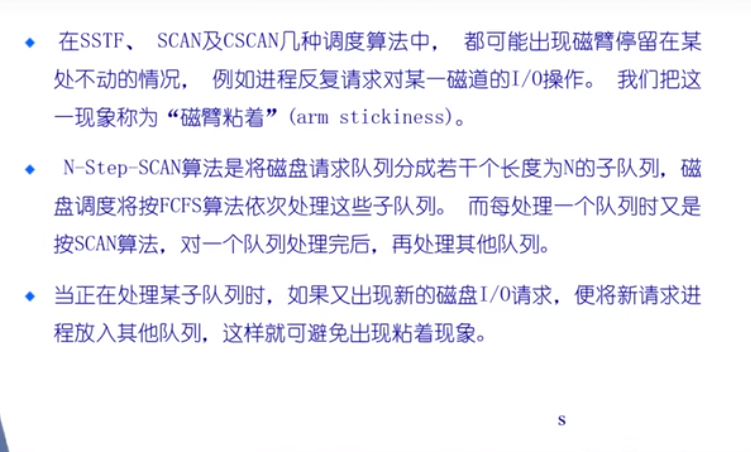 在SSTF、 SCAN及CSCAN几种调度算法中， 都可能出现磁臂停留在某
处不动的情况， 例如进程反复请求对某一磁道的I/O操作。 我们把这
一现象称为“磁臂粘着”(arm stickiness)。
N-Step-SCAN算法是将磁盘请求队列分成若干个长度为N的子队列，磁
盘调度将按FCFS算法依次处理这些子队列。 而每处理一个队列时又是
按SCAN算法，对一个队列处理完后，再处理其他队列。
当正在处理某子队列时，如果又出现新的磁盘I/O请求，便将新请求进
程放入其他队列，这样就可避免出现粘着现象。
s